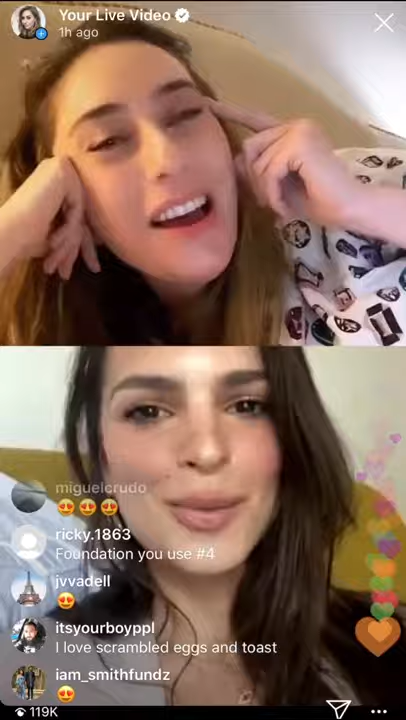 Your Live Video
1h ago
miguelcrudo
😍😍😍
ricky.1863
Foundation you use #4
jvvadell
😍
itsyourboyppl
I love scrambled eggs and toast
iam_smithfundz
😍
119K